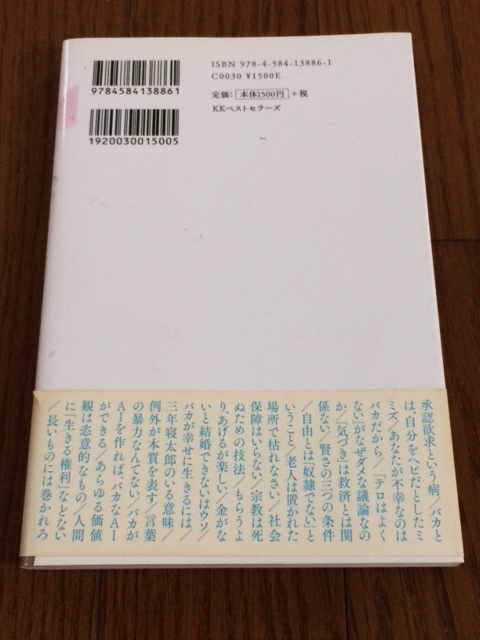 ISBN 978-4-584-13886-1
C0030 ¥1500E
定価：本体1500円＋税
KKベストセラーズ
9784584138861
1920030015005
承認欲求という病／バカと
は、自分をヘビだとしたミ
ミズ／あなたが不幸なのは
バカだから／「テロはよく
ない」がなぜダメな議論なの
か／「気づき」は救済とは関
係ない／賢さの三つの条件
／自由とは「奴隷でない」と
いうこと／老人は置かれた
場所で枯れなさい／社会
保障はいらない／宗教は死
ぬための技法／もらうよ
り、あげるが楽しい／金がな
いと結婚できないはウソ／
バカが幸せに生きるには／
三年寝太郎のいる意味／
例外が本質を表す／言葉
の暴力なんてない／バカが
AIを作れば、バカなAI
ができる／あらゆる価値
観は恣意的なもの／人間
に「生きる権利」などない
／長いものには巻かれろ